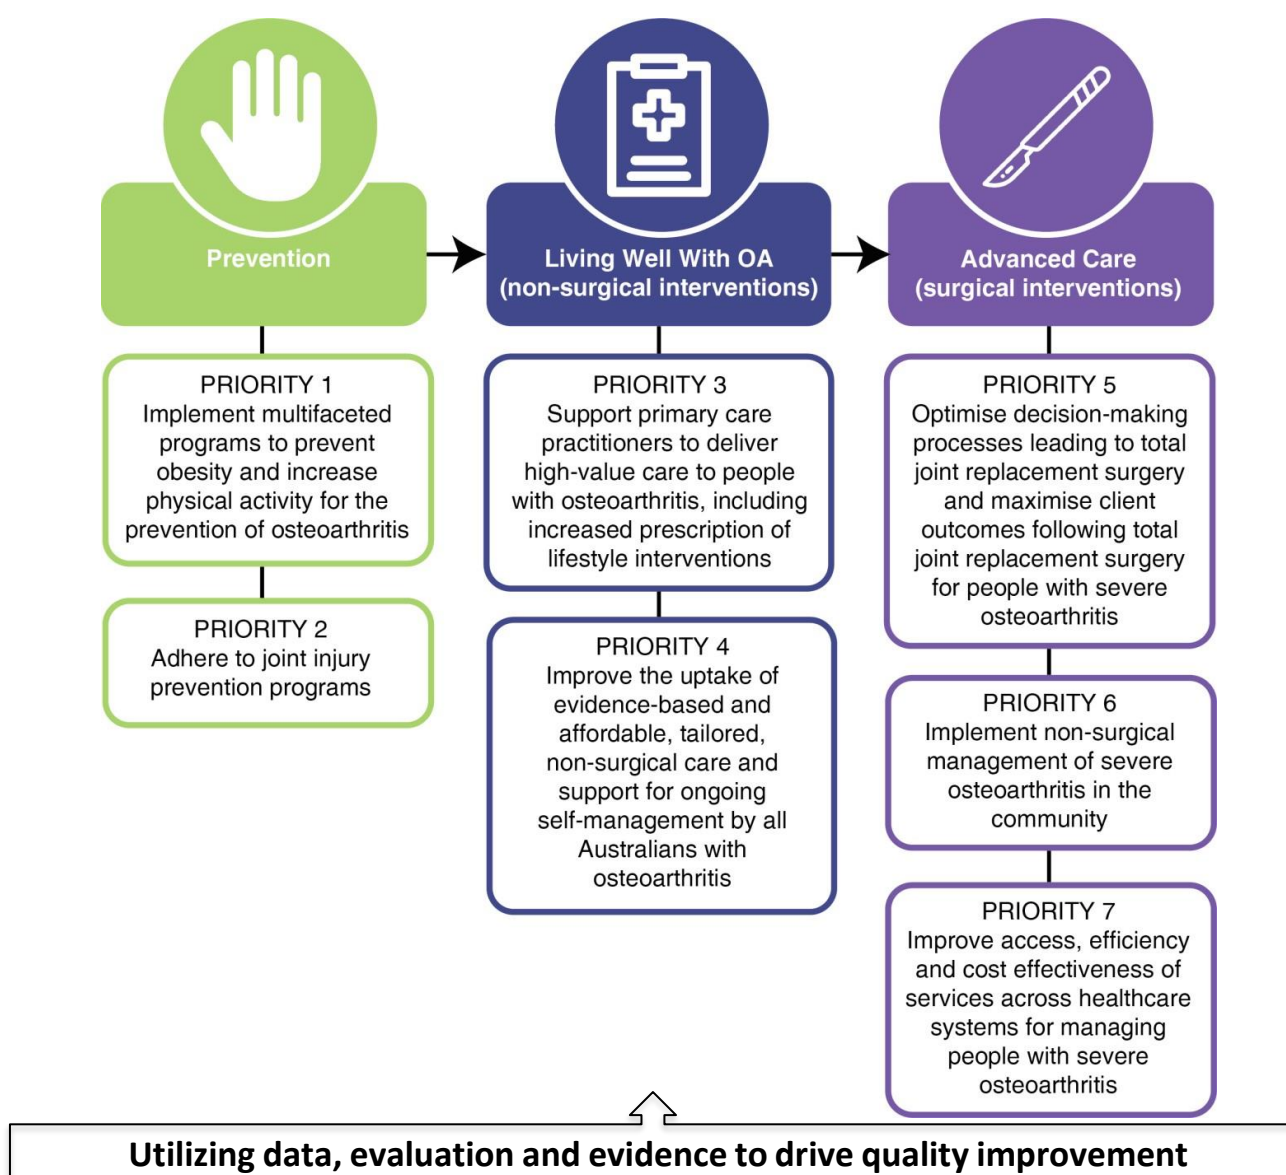 Prevention
Living Well With OA
(non-surgical interventions)
Advanced Care
(surgical interventions)
PRIORITY 1
Implement multifaceted
programs to prevent
obesity and increase
physical activity for the
prevention of osteoarthritis
PRIORITY 2
Adhere to joint injury
prevention programs
PRIORITY 3
Support primary care
practitioners to deliver
high-value care to people
with osteoarthritis, including
increased prescription of
lifestyle interventions
PRIORITY 4
Improve the uptake of
evidence-based and
affordable, tailored,
non-surgical care and
support for ongoing
self-management by all
Australians with
osteoarthritis
PRIORITY 5
Optimise decision-making
processes leading to total
joint replacement surgery
and maximise client
outcomes following total
joint replacement surgery
for people with severe
osteoarthritis
PRIORITY 6
Implement non-surgical
management of severe
osteoarthritis in the
community
PRIORITY 7
Improve access, efficiency
and cost effectiveness of
services across healthcare
systems for managing
people with severe
osteoarthritis
Utilizing data, evaluation and evidence to drive quality improvement